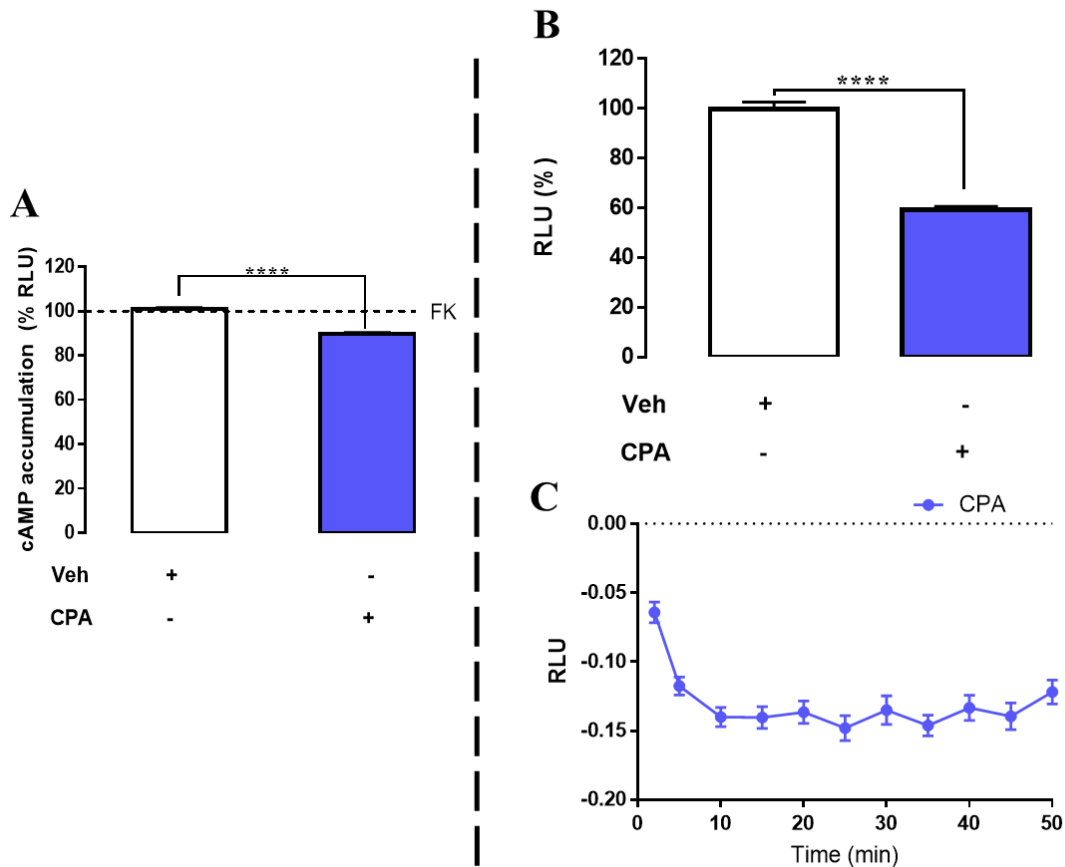 A
cAMP accumulation (% RLU)
120
100
80
60
40
20
0
****
FK
Veh + -
CPA - +
B
RLU (%)
120
100
80
60
40
20
0
****
Veh + -
CPA - +
C
CPA
RLU
0.00
-0.05
-0.10
-0.15
-0.20
0 10 20 30 40 50
Time (min)